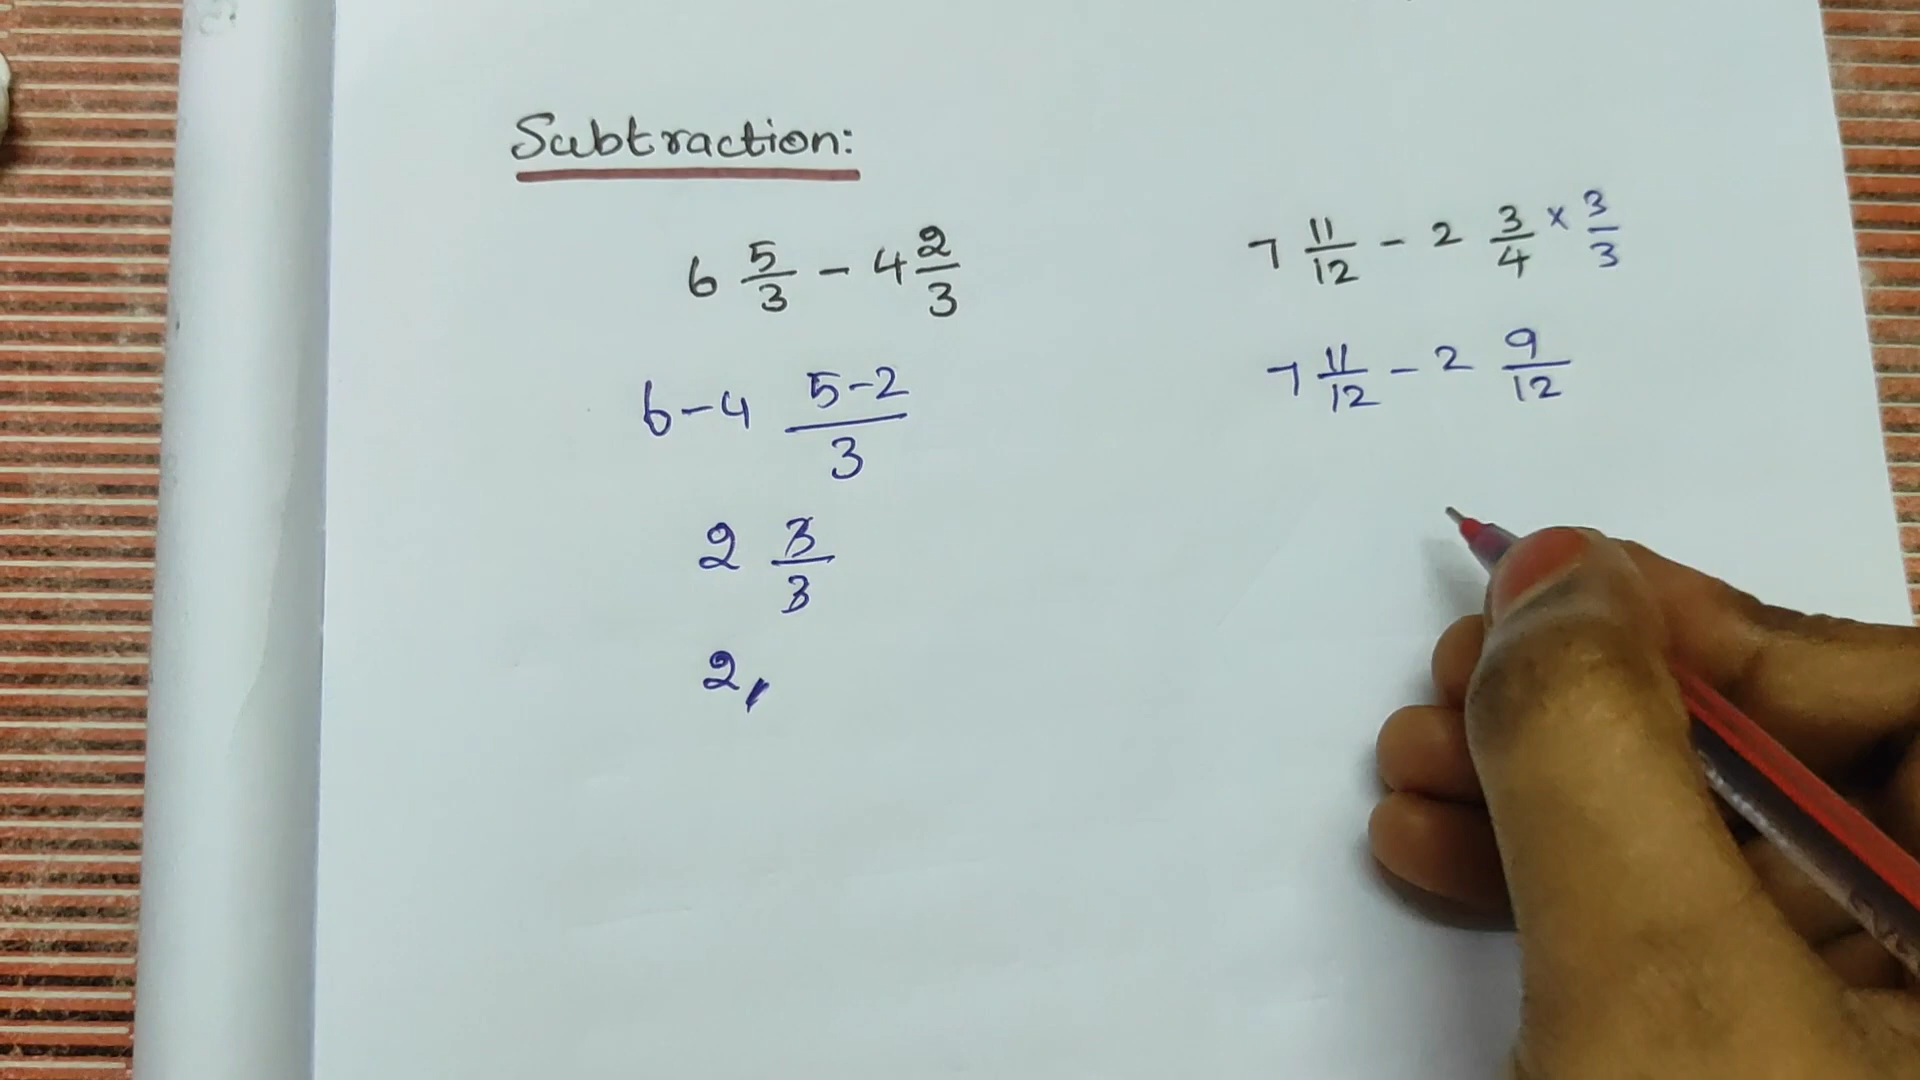 Subtraction:
6 5/3 - 4 2/3
6-4 5-2/3
2 3/3
2,
7 11/12 - 2 3/4 × 3/3
7 11/12 - 2 9/12